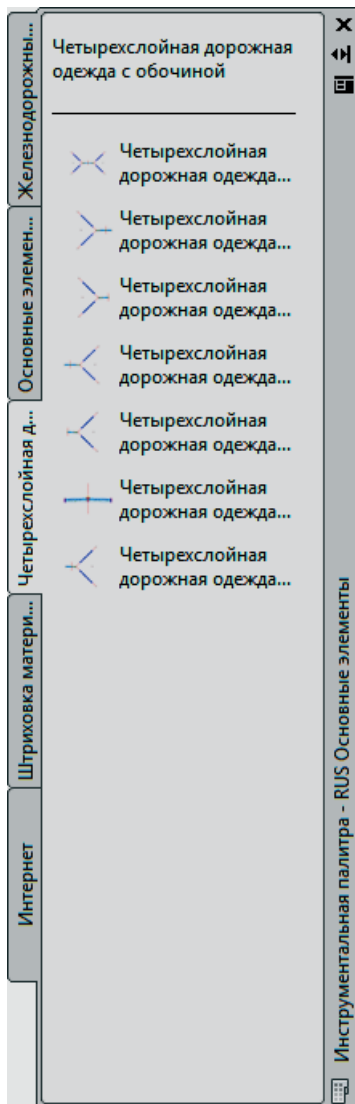 Четырехслойная дорожная
одежда с обочиной
Четырехслойная
дорожная одежда...
Четырехслойная
дорожная одежда...
Четырехслойная
дорожная одежда...
Четырехслойная
дорожная одежда...
Четырехслойная
дорожная одежда...
Четырехслойная
дорожная одежда...
Четырехслойная
дорожная одежда...
Железнодорожны...
Основные элемен...
Четырехслойная д...
Штриховка матери...
Интернет
Инструментальная палитра - RUS Основные элементы